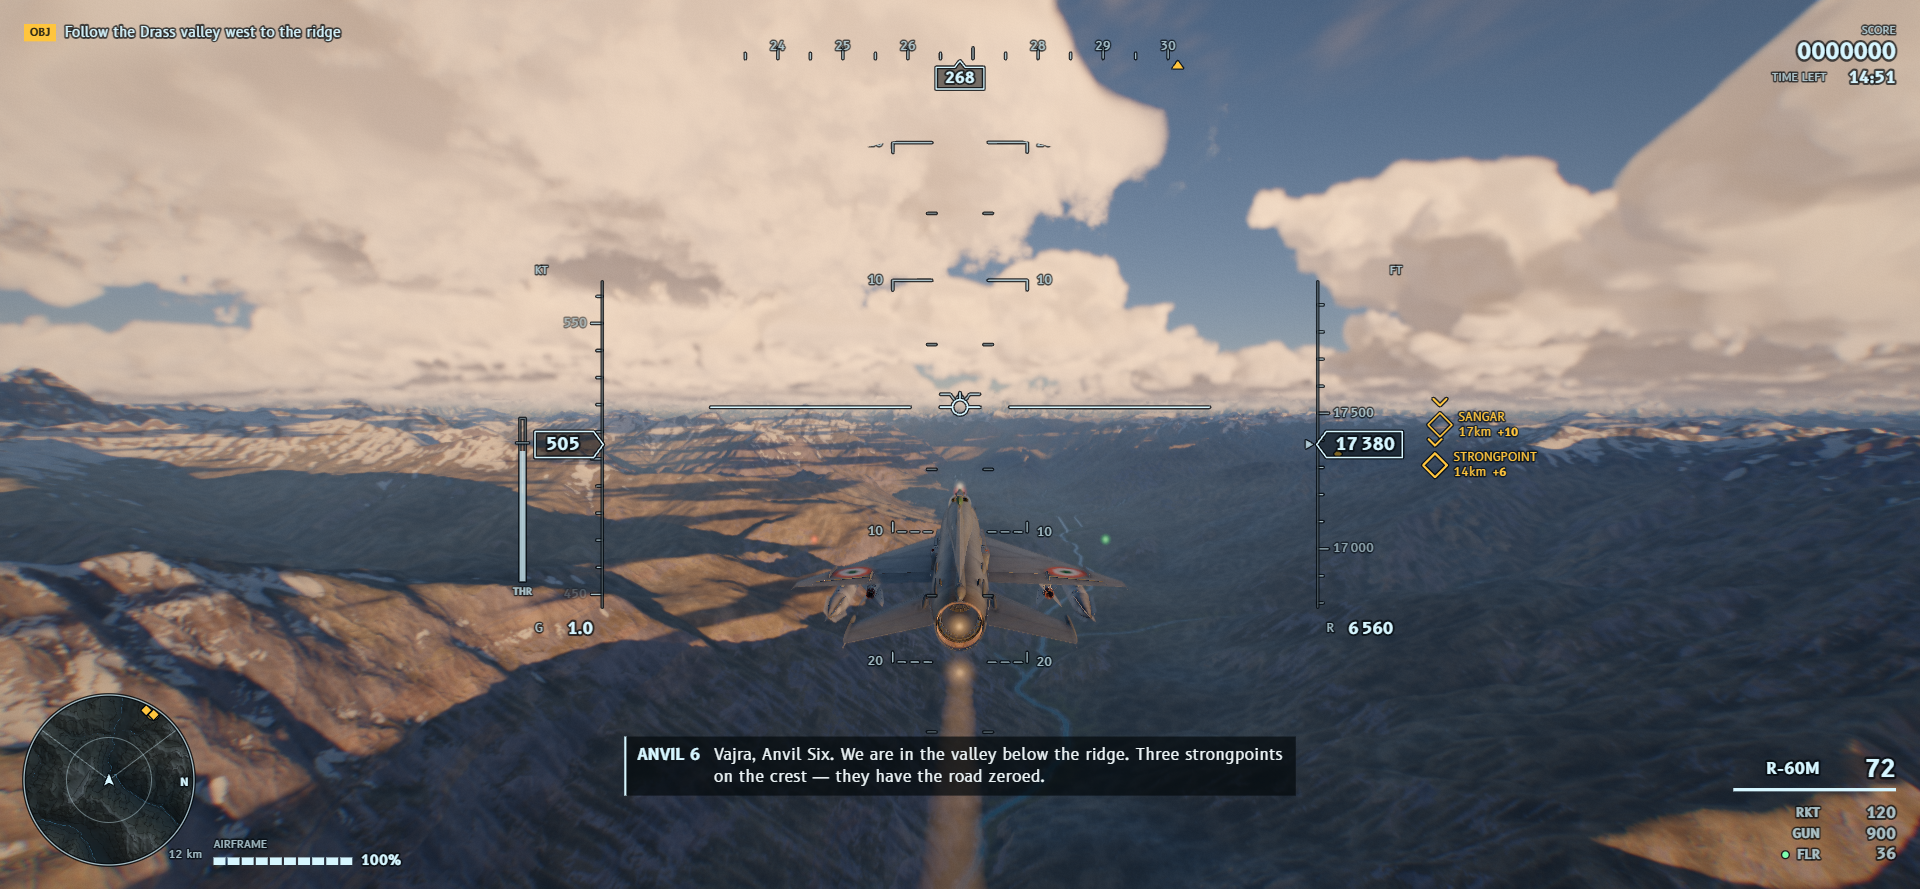 OBJ Follow the Drass valley west to the ridge
24 25 26 28 29 30
268
SCORE
0000000
TIME LEFT 14:51
KT
FT
10 10
550
505
450
THR
G 1.0
17 500
17 380
17 000
R 6 560
SANGAR
17km +10
STRONGPOINT
14km +6
10 10
20 20
ANVIL 6 Vajra, Anvil Six. We are in the valley below the ridge. Three strongpoints
on the crest — they have the road zeroed.
N
12 km
AIRFRAME
100%
R-60M 72
RKT 120
GUN 900
FLR 36